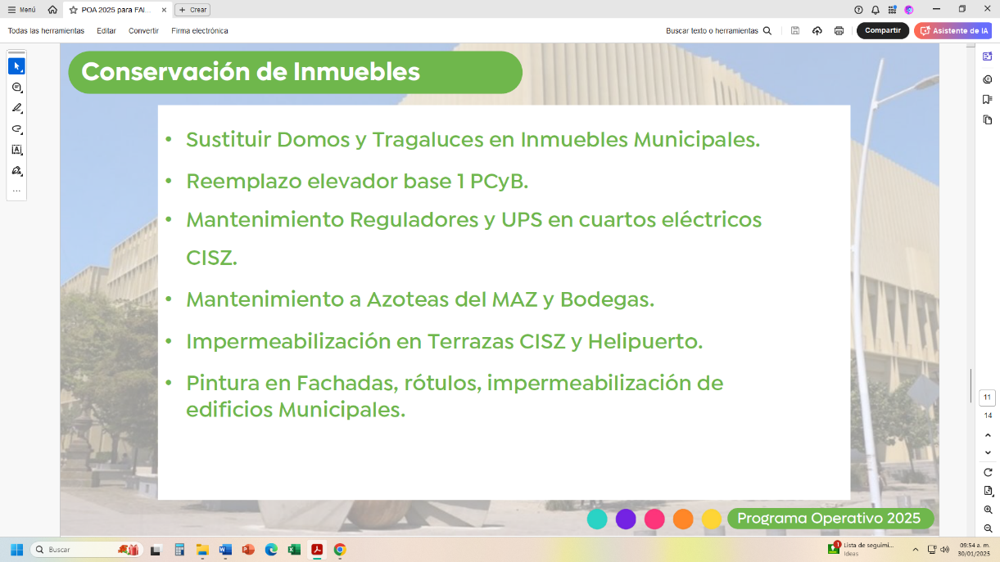 Menú
POA 2025 para FAI...
Crear
Todas las herramientas
Editar
Convertir
Firma electrónica
Buscar texto o herramientas
Compartir
Asistente de IA
Conservación de Inmuebles
• Sustituir Domos y Tragaluces en Inmuebles Municipales.
• Reemplazo elevador base 1 PCyB.
• Mantenimiento Reguladores y UPS en cuartos eléctricos
CISZ.
• Mantenimiento a Azoteas del MAZ y Bodegas.
• Impermeabilización en Terrazas CISZ y Helipuerto.
• Pintura en Fachadas, rótulos, impermeabilización de
edificios Municipales.
Programa Operativo 2025
11
14
Buscar
1
Lista de seguimi...
Ideas
09:54 a. m.
30/01/2025